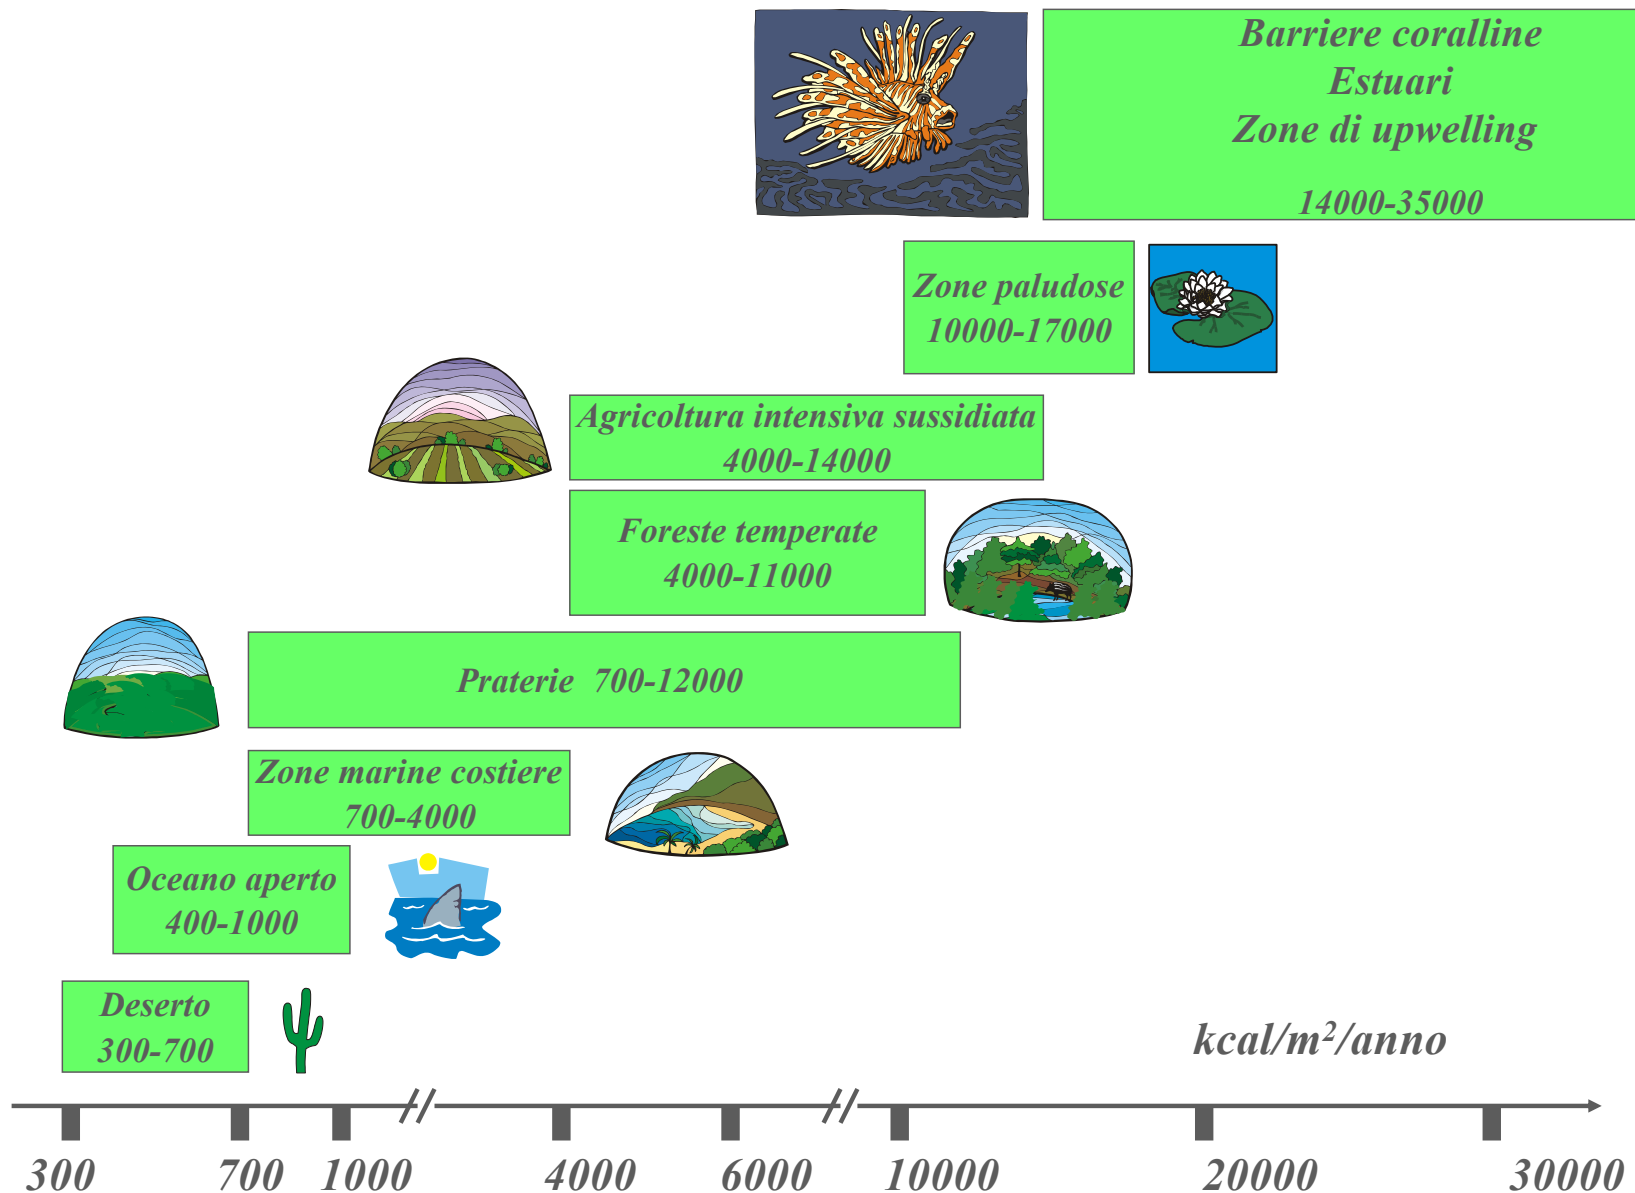 Barriere coralline
Estuari
Zone di upwelling
14000-35000
Zone paludose
10000-17000
Agricoltura intensiva sussidiata
4000-14000
Foreste temperate
4000-11000
Praterie 700-12000
Zone marine costiere
700-4000
Oceano aperto
400-1000
Deserto
300-700
kcal/m²/anno
300 700 1000 4000 6000 10000 20000 30000